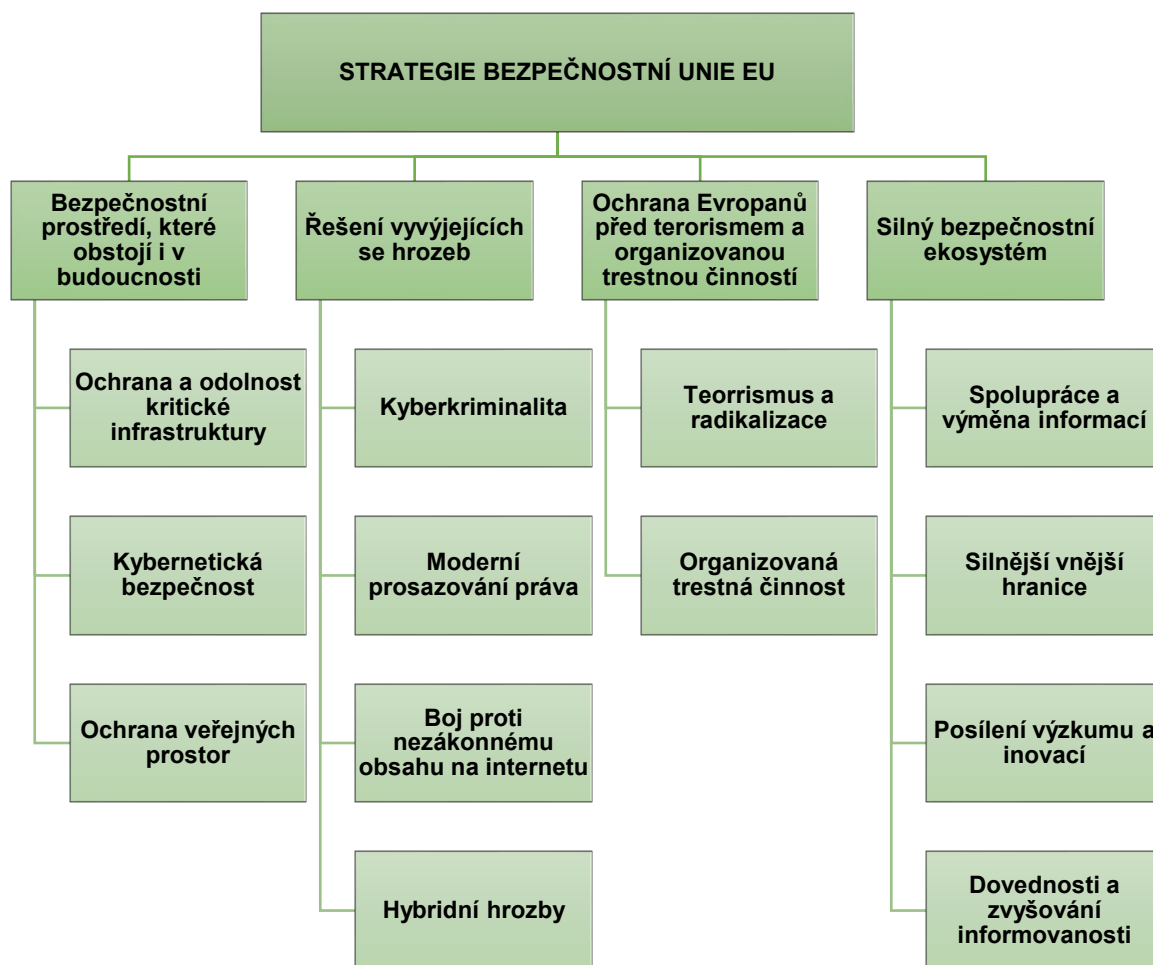 STRATEGIE BEZPEČNOSTNÍ UNIE EU
Bezpečnostní
prostředí, které
obstojí i v
budoucnosti
Ochrana a odolnost
kritické
infrastruktury
Kybernetická
bezpečnost
Ochrana veřejných
prostor
Řešení vyvýjejících
se hrozeb
Kyberkriminalita
Moderní
prosazování práva
Boj proti
nezákonnému
obsahu na internetu
Hybridní hrozby
Ochrana Evropanů
před terorismem a
organizovanou
trestnou činností
Teorrismus a
radikalizace
Organizovaná
trestná činnost
Silný bezpečnostní
ekosystém
Spolupráce a
výměna informací
Silnější vnější
hranice
Posílení výzkumu a
inovací
Dovednosti a
zvyšování
informovanosti